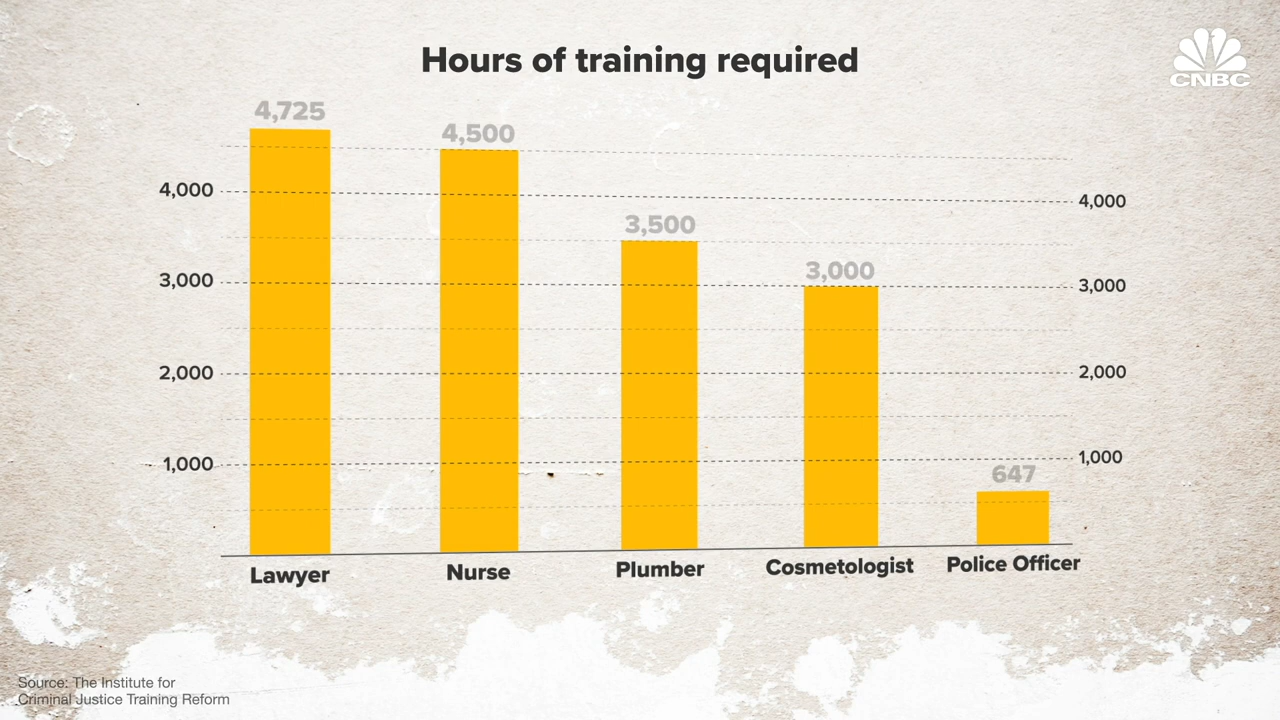 Hours of training required
CNBC
4,725
4,500
3,500
3,000
647
4,000
3,000
2,000
1,000
4,000
3,000
2,000
1,000
Lawyer
Nurse
Plumber
Cosmetologist
Police Officer
Source: The Institute for
Criminal Justice Training Reform